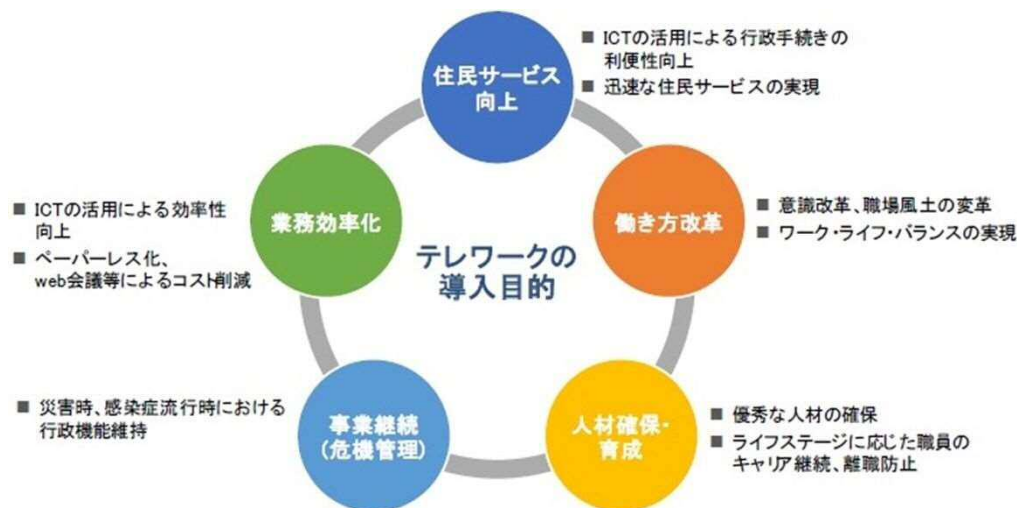 住民サービス
向上
■ ICTの活用による行政手続きの
利便性向上
■ 迅速な住民サービスの実現
働き方改革
■ 意識改革、職場風土の変革
■ ワーク・ライフ・バランスの実現
人材確保・
育成
■ 優秀な人材の確保
■ ライフステージに応じた職員の
キャリア継続、離職防止
事業継続
(危機管理)
■ 災害時、感染症流行時における
行政機能維持
業務効率化
■ ICTの活用による効率性
向上
■ ペーパーレス化、
web会議等によるコスト削減
テレワークの
導入目的